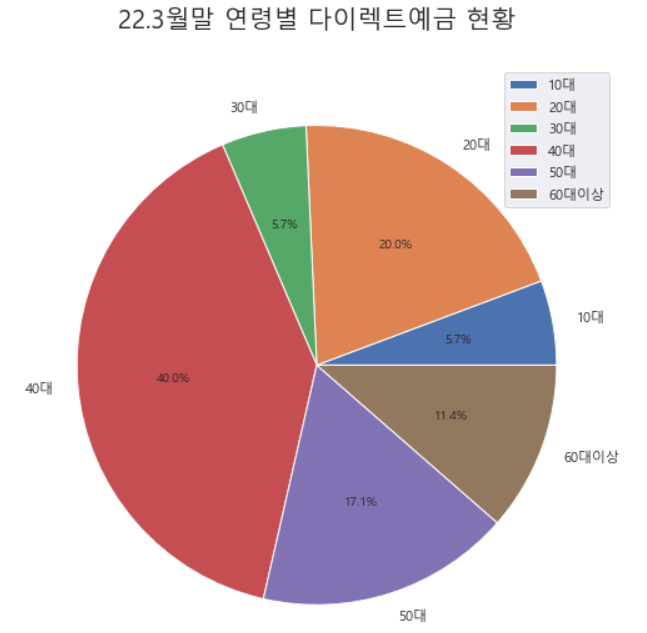 22.3월말 연령별 다이렉트예금 현황
10대
20대
30대
40대
50대
60대이상
30대
20대
5.7%
20.0%
10대
5.7%
40대
40.0%
11.4%
60대이상
17.1%
50대